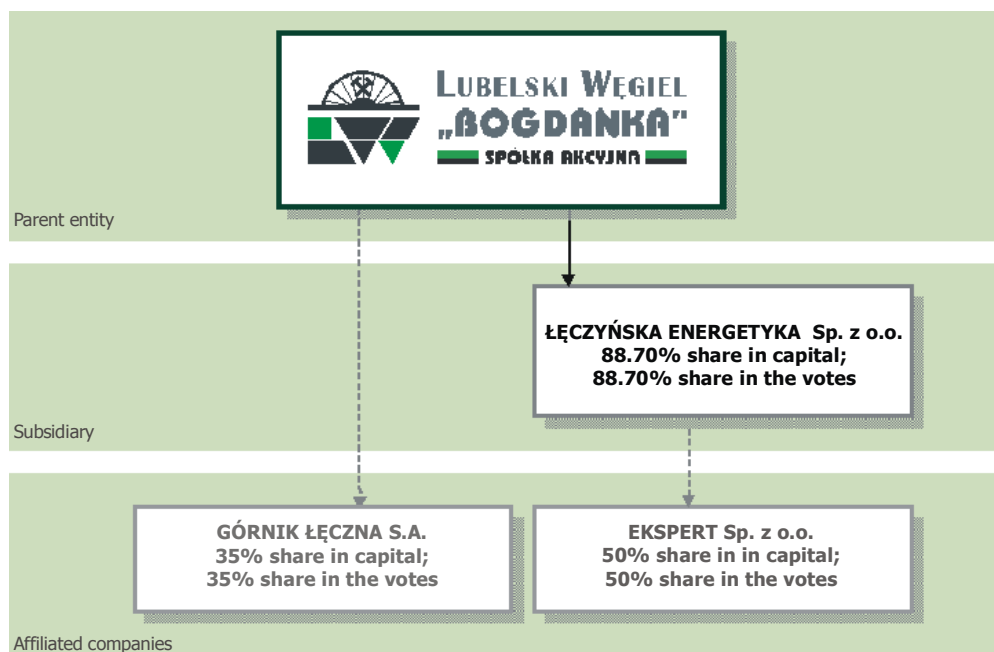 LUBELSKI WĘGIEL
„BOGDANKA"
SPÓŁKA AKCYJNA
Parent entity
ŁĘCZYŃSKA ENERGETYKA Sp. z o.o.
88.70% share in capital;
88.70% share in the votes
Subsidiary
GÓRNIK ŁĘCZNA S.A.
35% share in capital;
35% share in the votes
EKSPERT Sp. z o.o.
50% share in in capital;
50% share in the votes
Affiliated companies